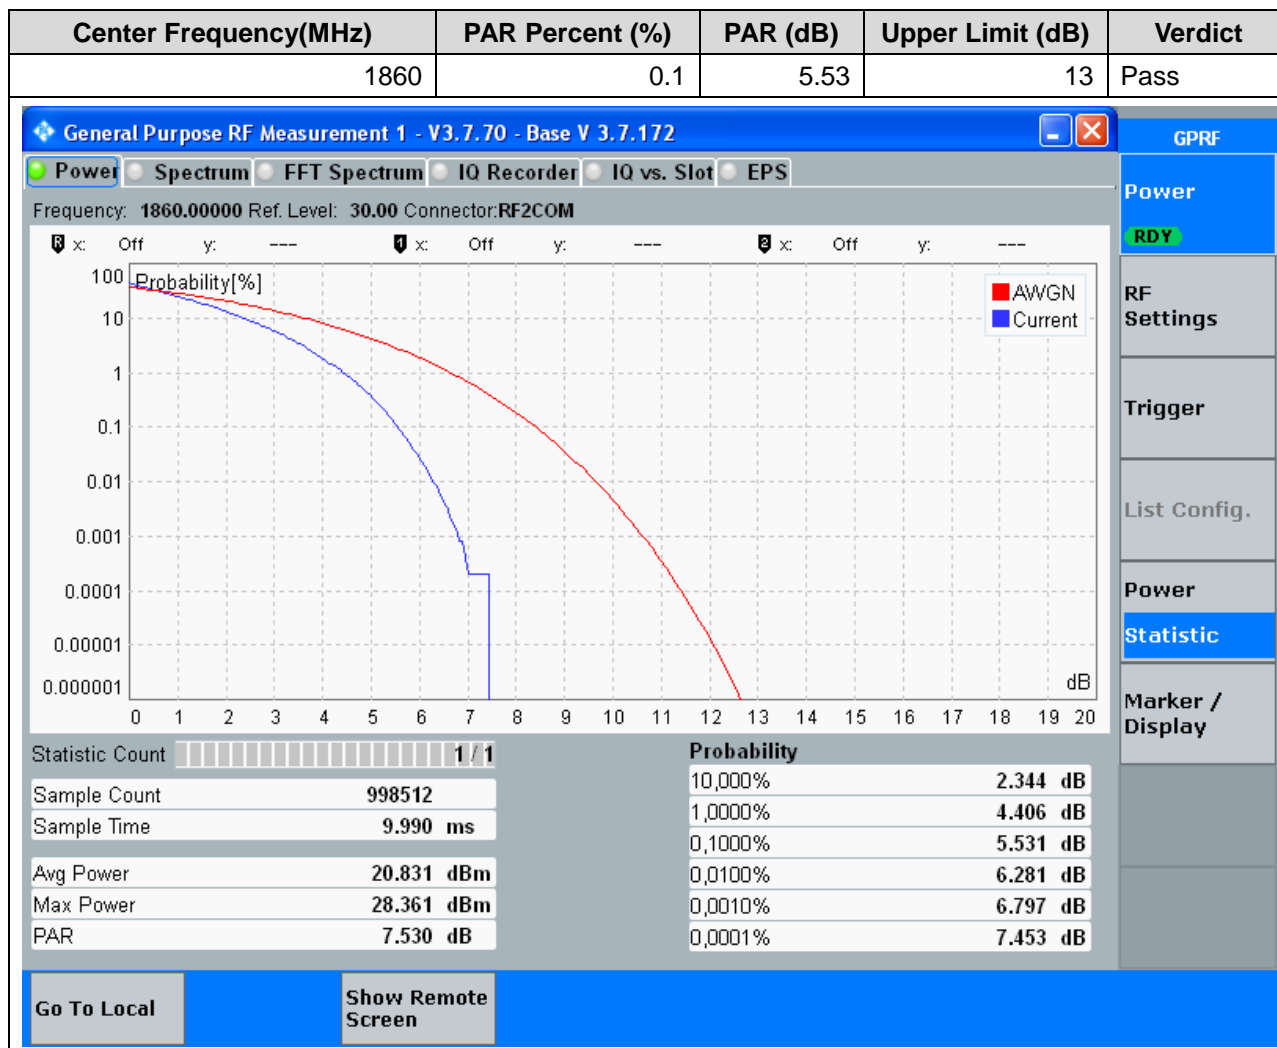 Center Frequency(MHz) PAR Percent (%) PAR (dB) Upper Limit (dB) Verdict
1860 0.1 5.53 13 Pass
General Purpose RF Measurement 1 - V3.7.70 - Base V 3.7.172
GPRF
Power Spectrum FFT Spectrum IQ Recorder IQ vs. Slot EPS
Power
RDY
Frequency: 1860.00000 Ref. Level: 30.00 Connector:RF2COM
R x: Off y: --- 1 x: Off y: --- 2 x: Off y: ---
Probability[%]
100
10
1
0.1
0.01
0.001
0.0001
0.00001
0.000001
AWGN
Current
dB
0 1 2 3 4 5 6 7 8 9 10 11 12 13 14 15 16 17 18 19 20
RF
Settings
Trigger
List Config.
Power
Statistic
Marker /
Display
Statistic Count 1 / 1
Sample Count 998512
Sample Time 9.990 ms
Avg Power 20.831 dBm
Max Power 28.361 dBm
PAR 7.530 dB
Probability
10,000% 2.344 dB
1,0000% 4.406 dB
0,1000% 5.531 dB
0,0100% 6.281 dB
0,0010% 6.797 dB
0,0001% 7.453 dB
Go To Local
Show Remote
Screen